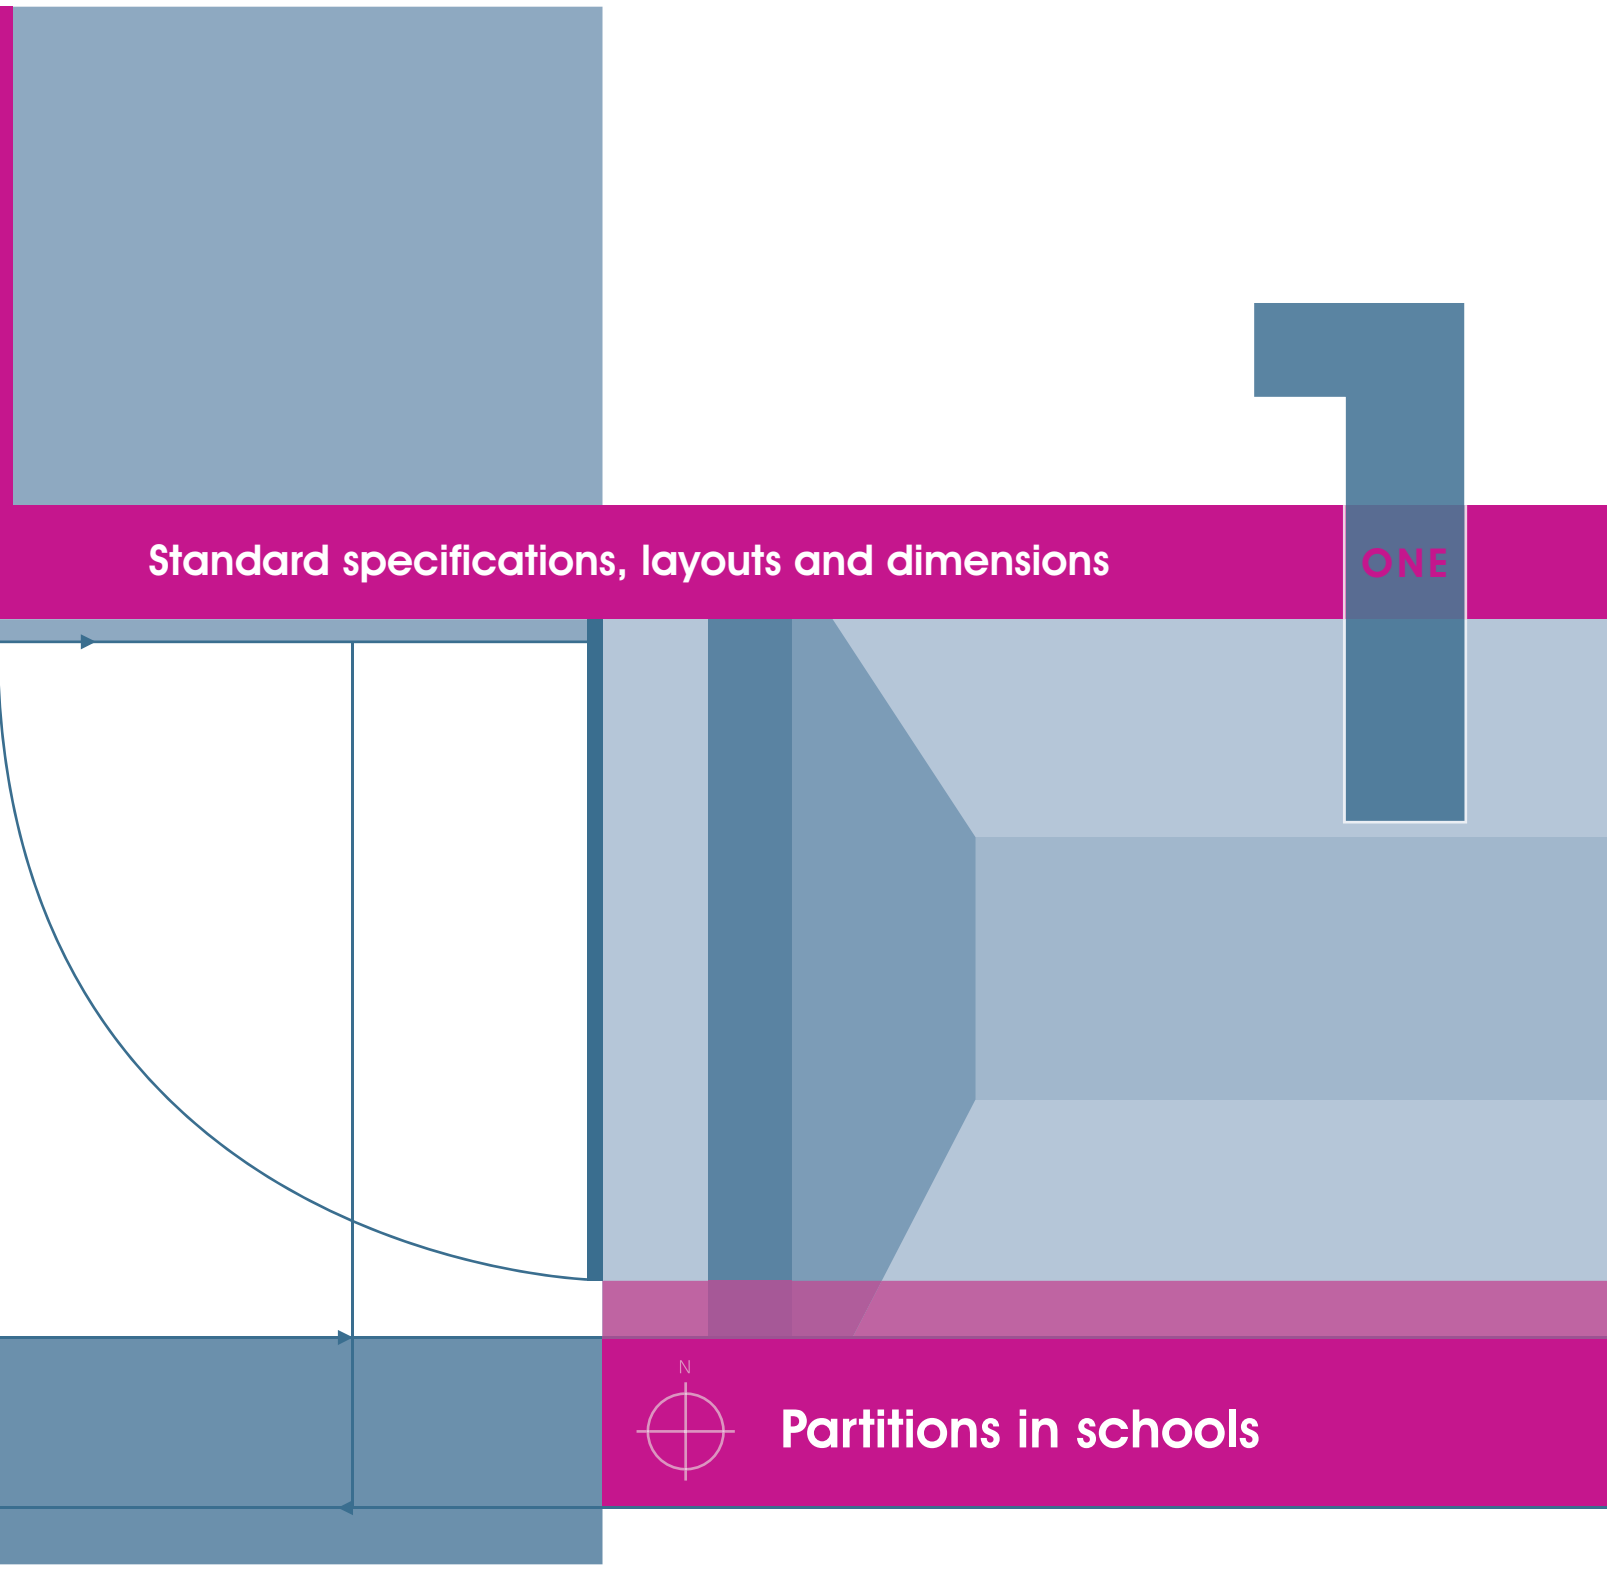 Standard specifications, layouts and dimensions
ONE
N
Partitions in schools